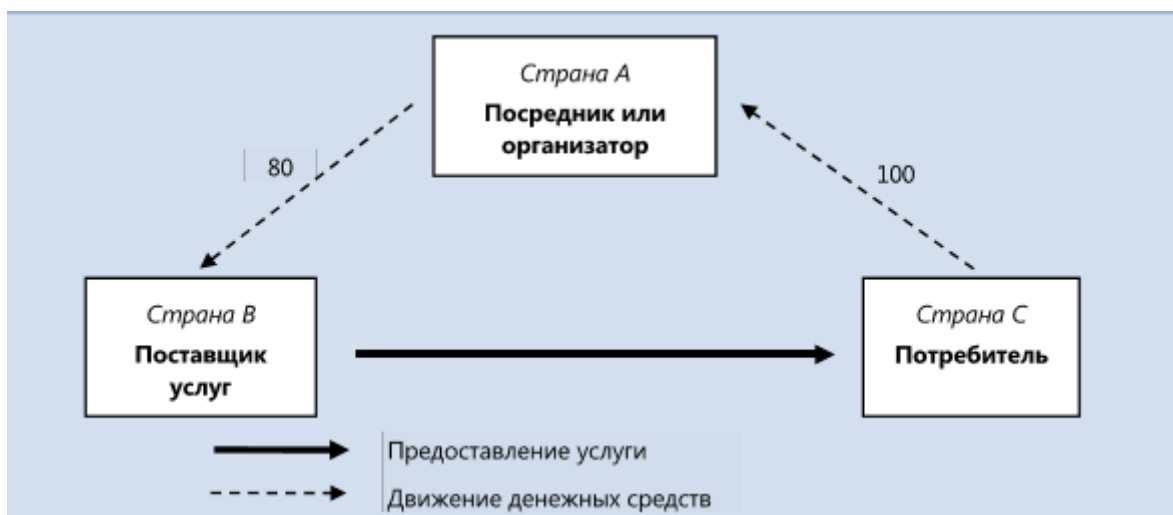 Страна A
Посредник или
организатор
80
100
Страна B
Поставщик
услуг
Страна C
Потребитель
Предоставление услуги
Движение денежных средств